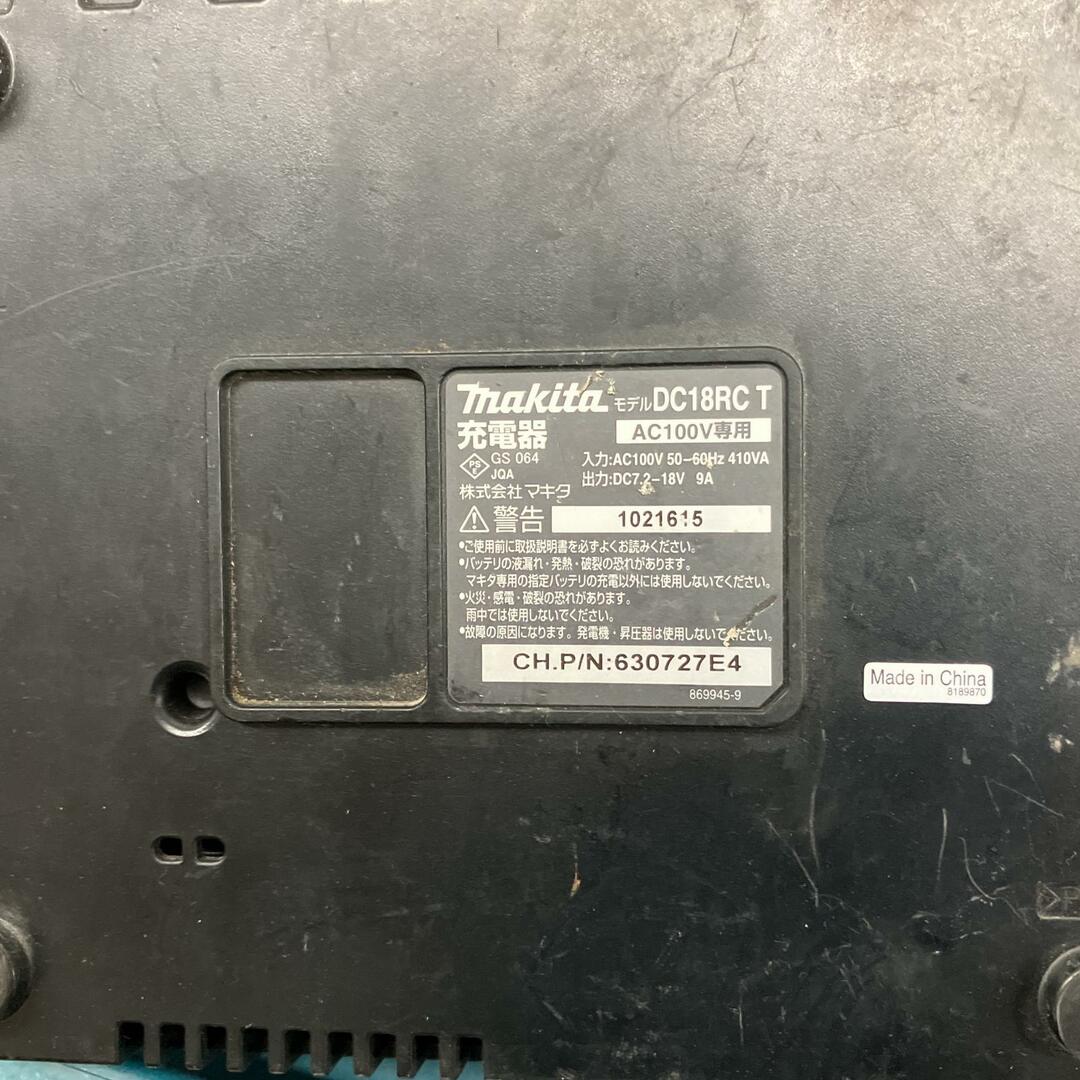 makita モデル DC18RC T
充電器 AC100V専用
PS E GS 064 JQA
入力:AC100V 50-60Hz 410VA
出力:DC7.2-18V 9A
株式会社マキタ
警告 1021615
•ご使用前に取扱説明書を必ずよくお読みください。
•バッテリの液漏れ・発熱・破裂の恐れがあります。
マキタ専用の指定バッテリの充電以外には使用しないでください。
•火災・感電・破裂の恐れがあります。
雨中では使用しないでください。
•故障の原因になります。発電機・昇圧器は使用しないでください。
CH.P/N:630727E4
869945-9
Made in China
8189870